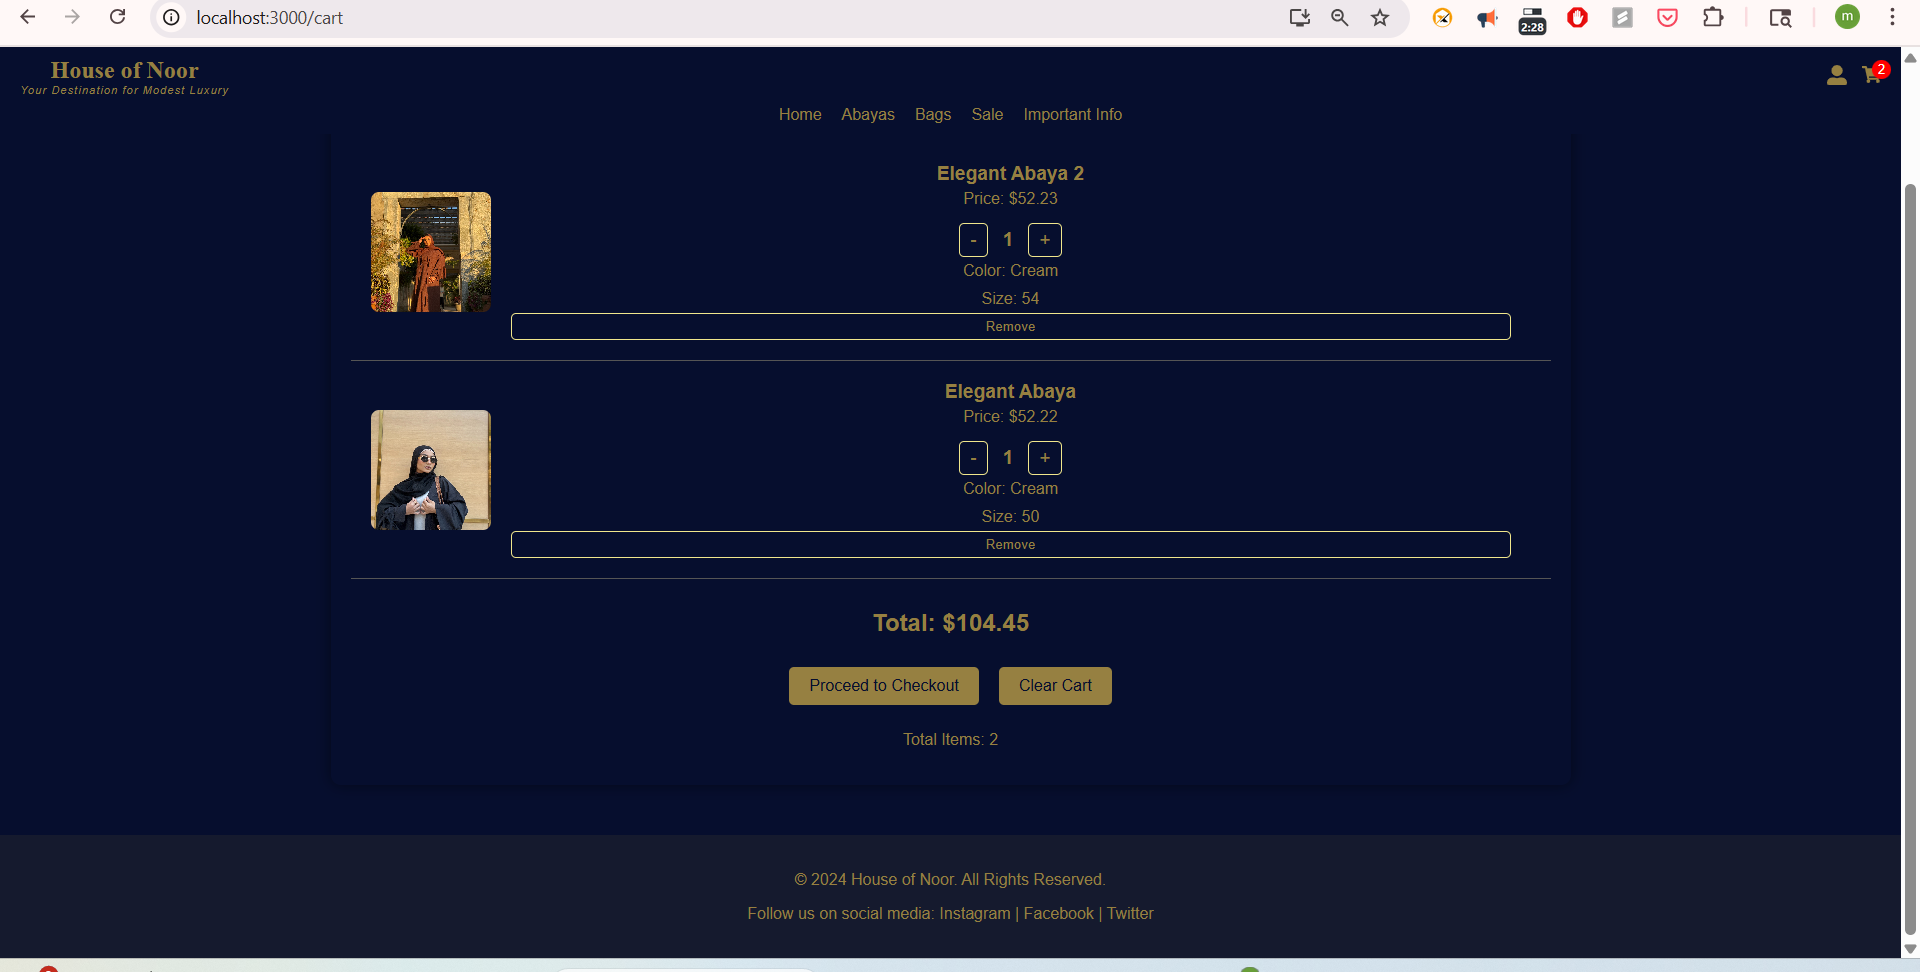 localhost:3000/cart
2:28
m
House of Noor
Your Destination for Modest Luxury
2
Home Abayas Bags Sale Important Info
Elegant Abaya 2
Price: $52.23
- 1 +
Color: Cream
Size: 54
Remove
Elegant Abaya
Price: $52.22
- 1 +
Color: Cream
Size: 50
Remove
Total: $104.45
Proceed to Checkout Clear Cart
Total Items: 2
© 2024 House of Noor. All Rights Reserved.
Follow us on social media: Instagram | Facebook | Twitter